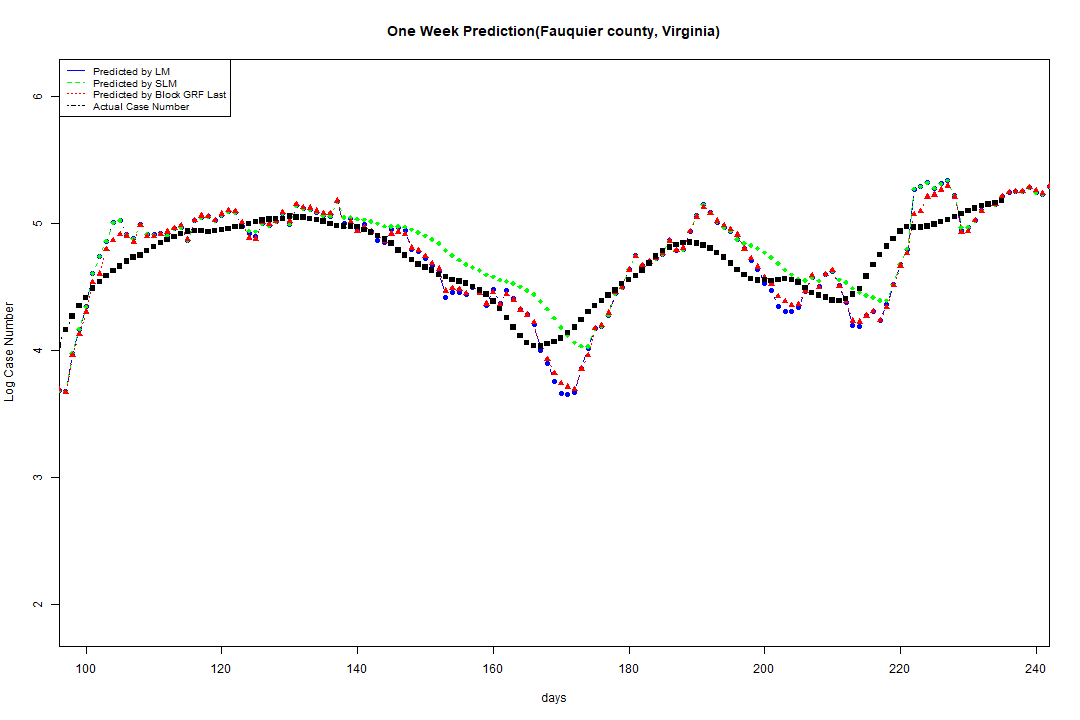 One Week Prediction(Fauquier county, Virginia)
Predicted by LM
Predicted by SLM
Predicted by Block GRF Last
Actual Case Number
6
5
4
3
2
Log Case Number
100 120 140 160 180 200 220 240
days